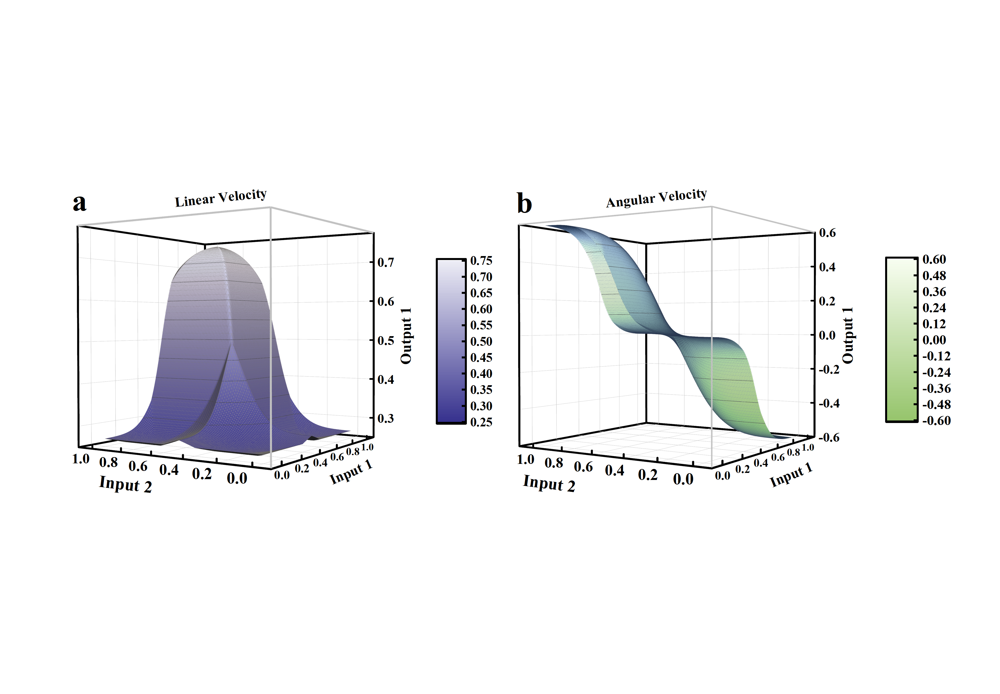 a
Linear Velocity
0.7
0.6
0.5
0.4
0.3
Output 1
1.0 0.8 0.6 0.4 0.2 0.0
Input 2
0.0 0.2 0.4 0.6 0.8 1.0
Input 1
0.75
0.70
0.65
0.60
0.55
0.50
0.45
0.40
0.35
0.30
0.25
b
Angular Velocity
0.6
0.4
0.2
0.0
-0.2
-0.4
-0.6
Output 1
1.0 0.8 0.6 0.4 0.2 0.0
Input 2
0.0 0.2 0.4 0.6 0.8 1.0
Input 1
0.60
0.48
0.36
0.24
0.12
0.00
-0.12
-0.24
-0.36
-0.48
-0.60